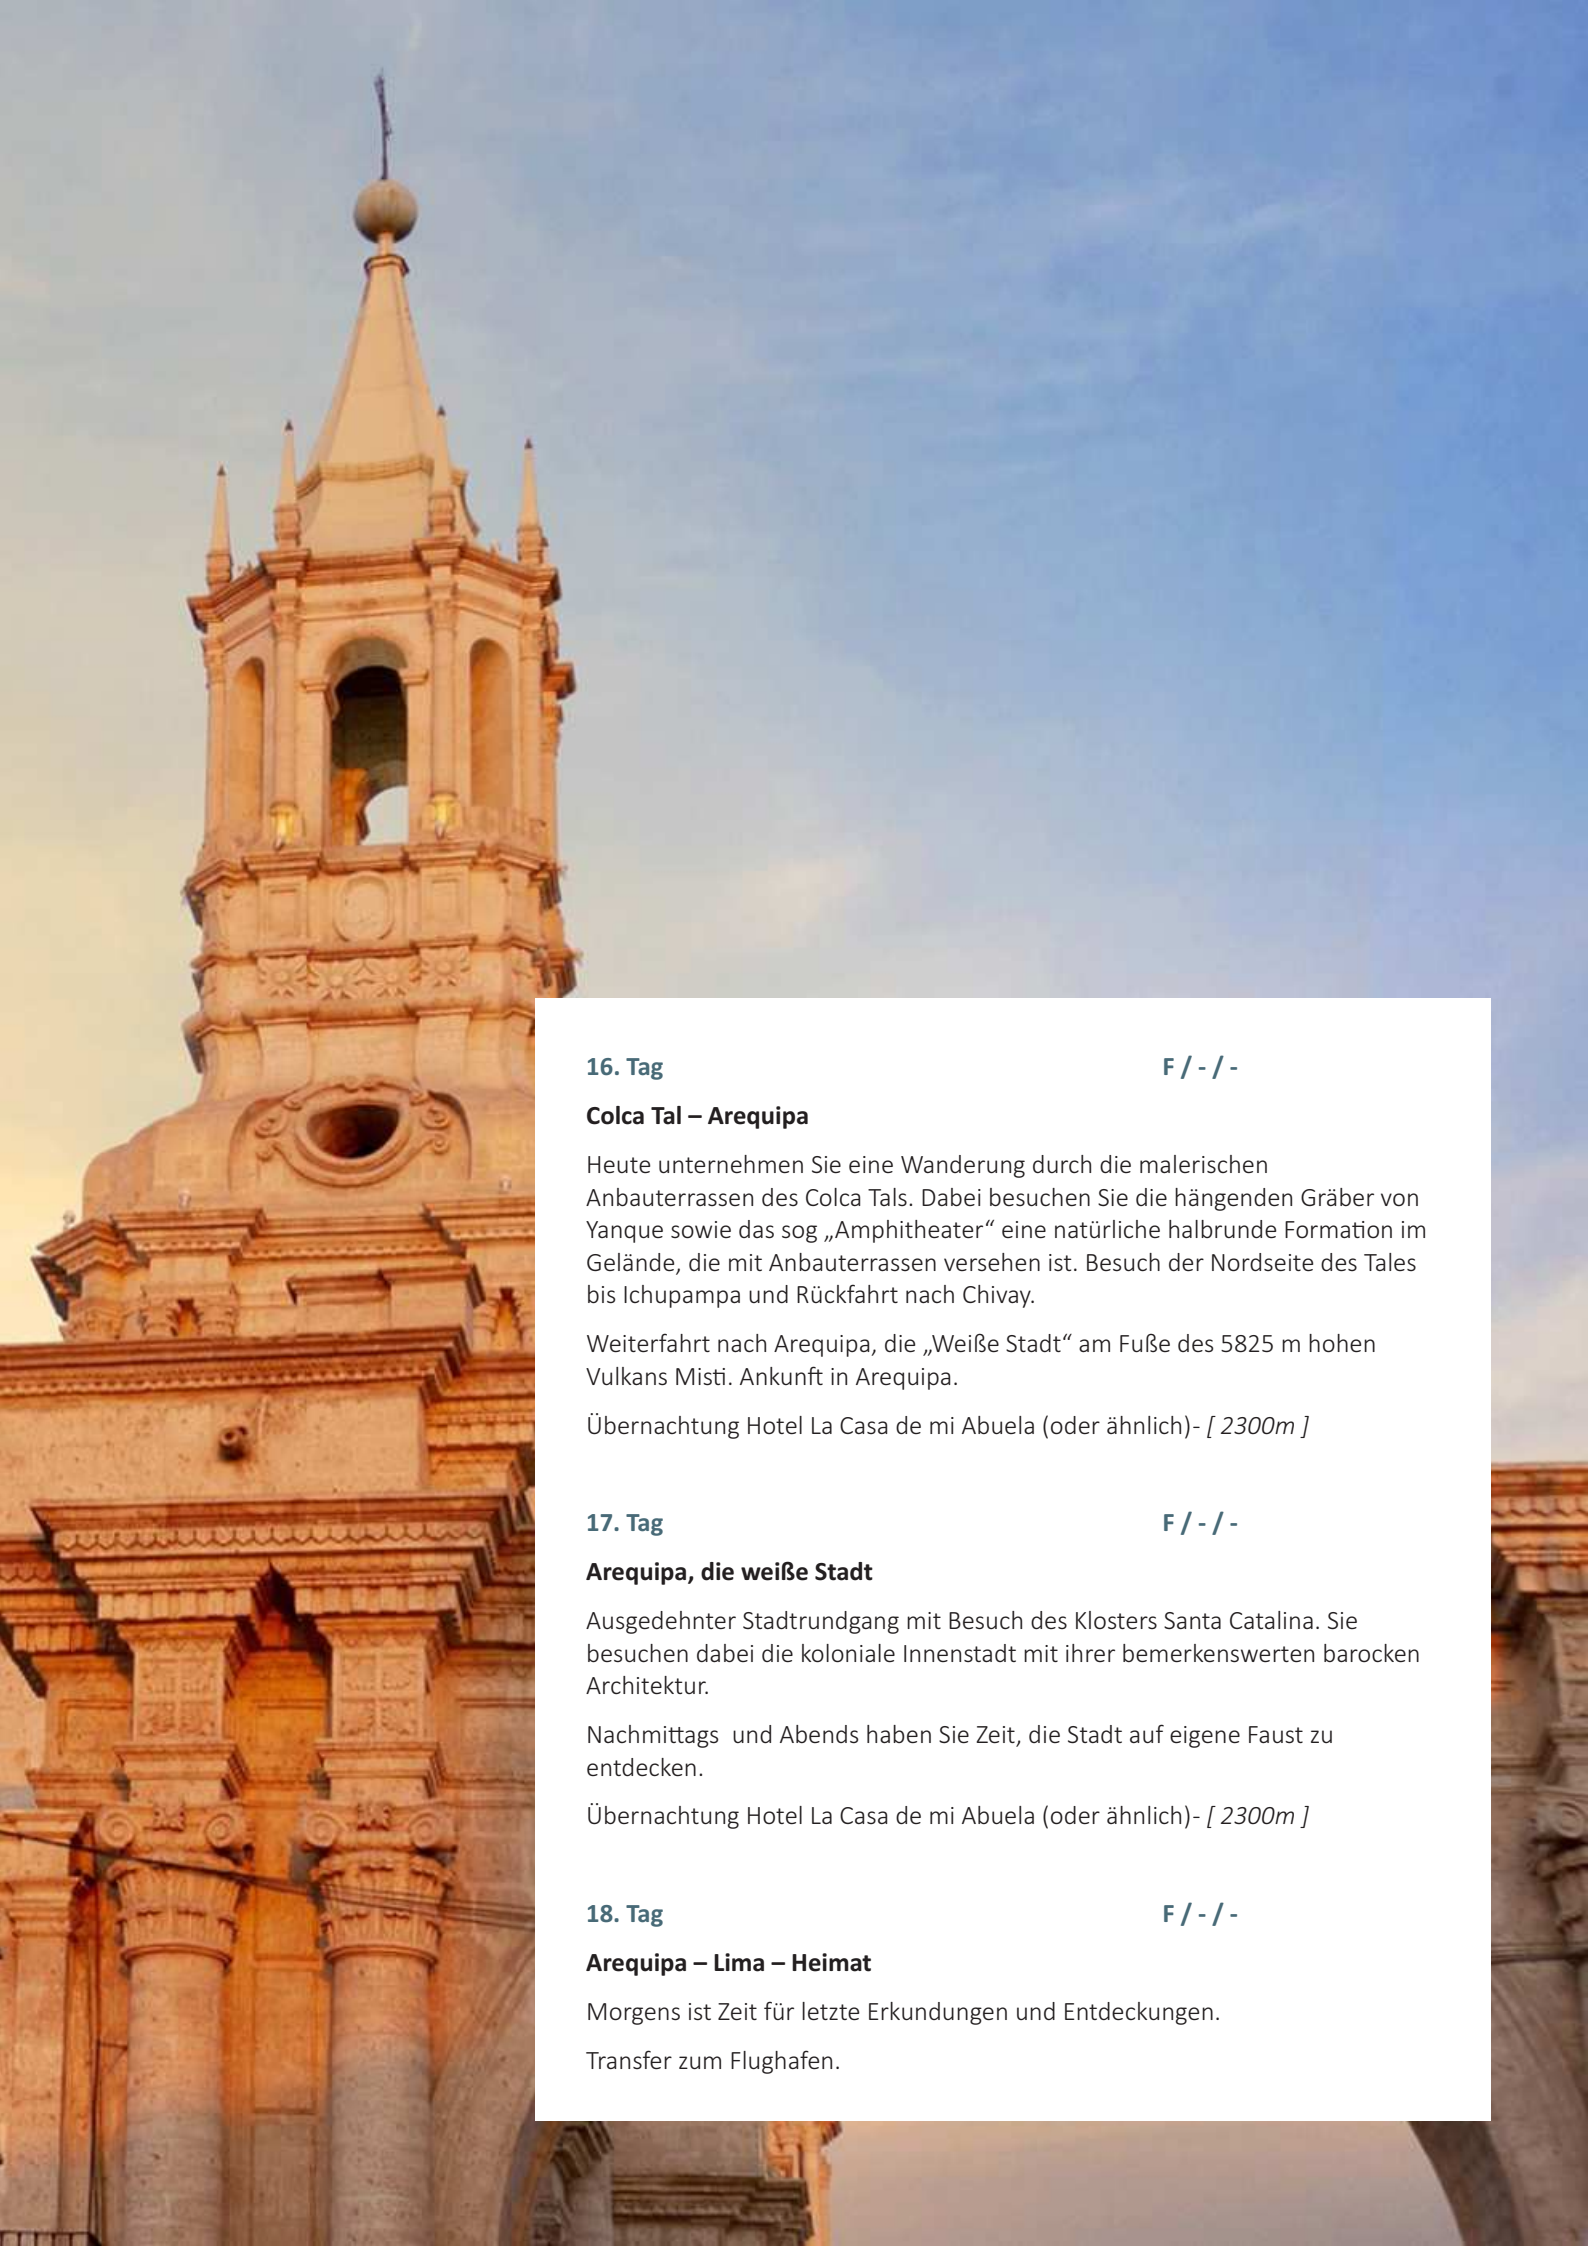 16. Tag F / - / -
Colca Tal – Arequipa
Heute unternehmen Sie eine Wanderung durch die malerischen
Anbauterrassen des Colca Tals. Dabei besuchen Sie die hängenden Gräber von
Yanque sowie das sog „Amphitheater“ eine natürliche halbrunde Formation im
Gelände, die mit Anbauterrassen versehen ist. Besuch der Nordseite des Tales
bis Ichupampa und Rückfahrt nach Chivay.
Weiterfahrt nach Arequipa, die „Weiße Stadt“ am Fuße des 5825 m hohen
Vulkans Misti. Ankunft in Arequipa.
Übernachtung Hotel La Casa de mi Abuela (oder ähnlich)- [ 2300m ]
17. Tag F / - / -
Arequipa, die weiße Stadt
Ausgedehnter Stadtrundgang mit Besuch des Klosters Santa Catalina. Sie
besuchen dabei die koloniale Innenstadt mit ihrer bemerkenswerten barocken
Architektur.
Nachmittags  und Abends haben Sie Zeit, die Stadt auf eigene Faust zu
entdecken.
Übernachtung Hotel La Casa de mi Abuela (oder ähnlich)- [ 2300m ]
18. Tag F / - / -
Arequipa – Lima – Heimat
Morgens ist Zeit für letzte Erkundungen und Entdeckungen.
Transfer zum Flughafen.